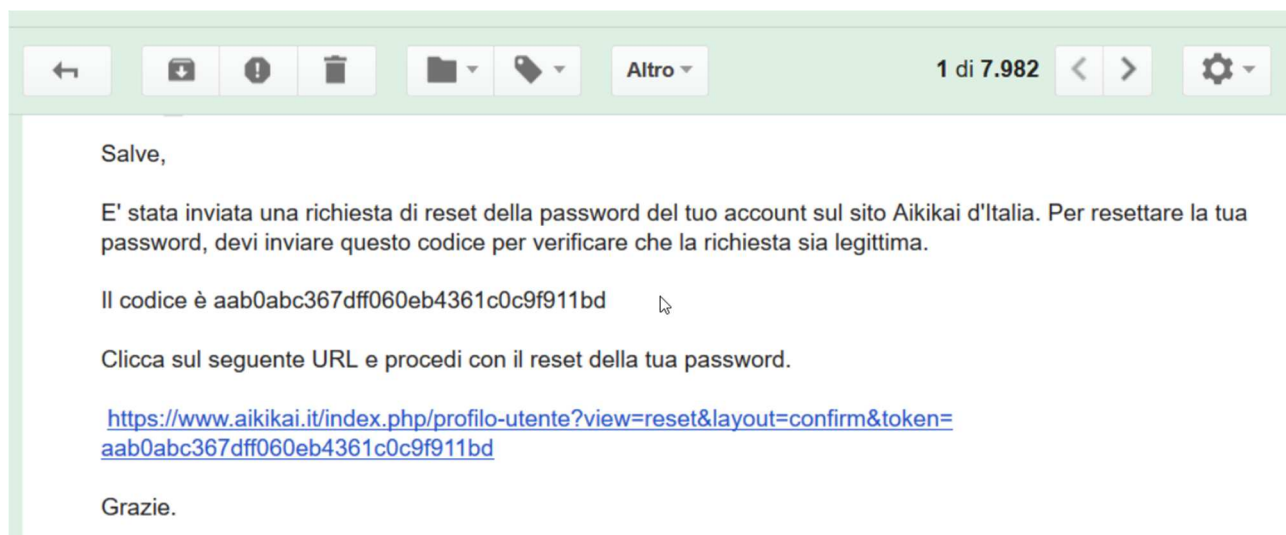 Altro
1 di 7.982
Salve,
E' stata inviata una richiesta di reset della password del tuo account sul sito Aikikai d'Italia. Per resettare la tua
password, devi inviare questo codice per verificare che la richiesta sia legittima.
Il codice è aab0abc367dff060eb4361c0c9f911bd
Clicca sul seguente URL e procedi con il reset della tua password.
https://www.aikikai.it/index.php/profilo-utente?view=reset&layout=confirm&token=
aab0abc367dff060eb4361c0c9f911bd
Grazie.